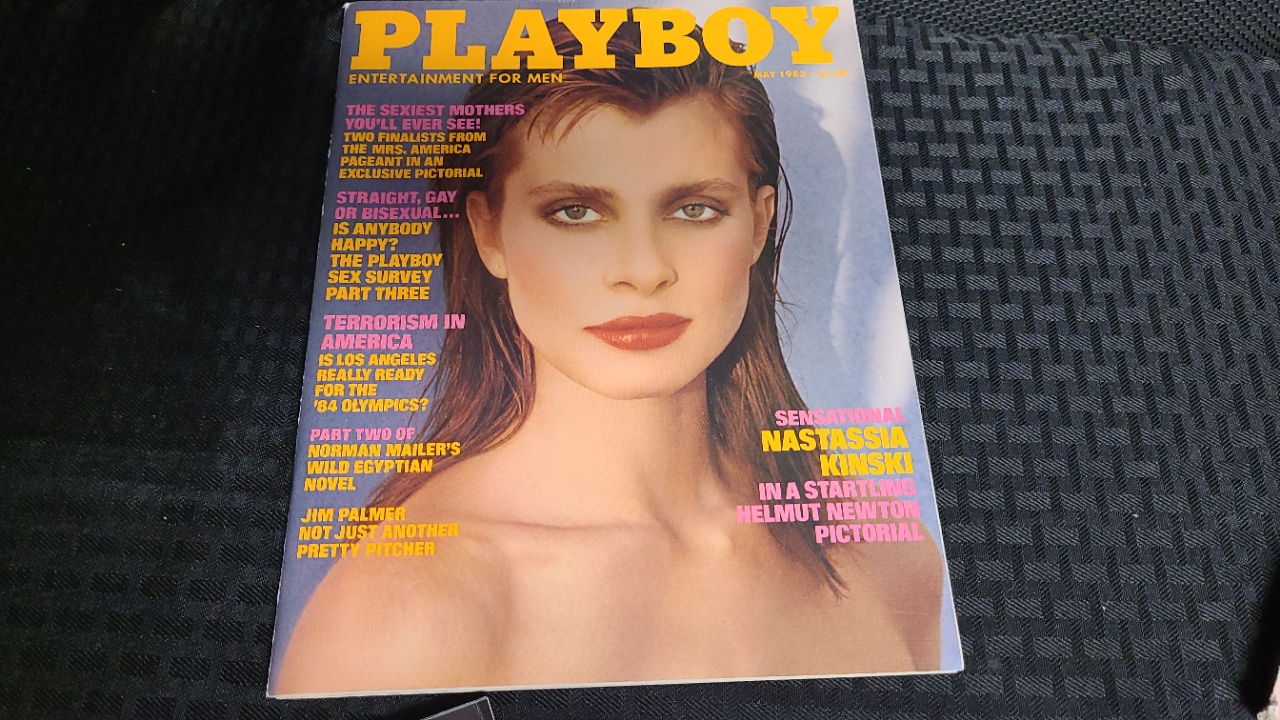 PLAYBOY
ENTERTAINMENT FOR MEN
MAY 1983
THE SEXIEST MOTHERS
YOU'LL EVER SEE!
TWO FINALISTS FROM
THE MRS. AMERICA
PAGEANT IN AN
EXCLUSIVE PICTORIAL
STRAIGHT, GAY
OR BISEXUAL...
IS ANYBODY
HAPPY?
THE PLAYBOY
SEX SURVEY
PART THREE
TERRORISM IN
AMERICA
IS LOS ANGELES
REALLY READY
FOR THE
'84 OLYMPICS?
PART TWO OF
NORMAN MAILER'S
WILD EGYPTIAN
NOVEL
JIM PALMER
NOT JUST ANOTHER
PRETTY PITCHER
SENSATIONAL
NASTASSIA
KINSKI
IN A STARTLING
HELMUT NEWTON
PICTORIAL